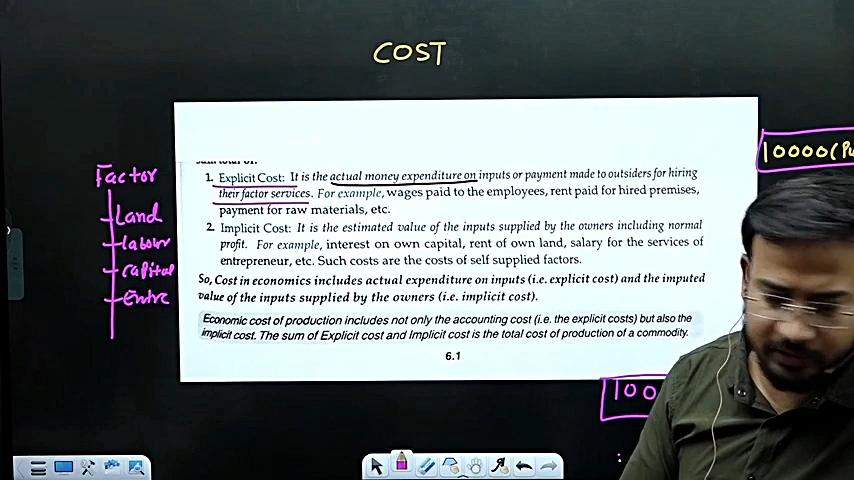 COST
1. Explicit Cost: It is the actual money expenditure on inputs or payment made to outsiders for hiring
their factor services. For example, wages paid to the employees, rent paid for hired premises,
payment for raw materials, etc.
2. Implicit Cost: It is the estimated value of the inputs supplied by the owners including normal
profit. For example, interest on own capital, rent of own land, salary for the services of
entrepreneur, etc. Such costs are the costs of self supplied factors.
So, Cost in economics includes actual expenditure on inputs (i.e. explicit cost) and the imputed
value of the inputs supplied by the owners (i.e. implicit cost).
Economic cost of production includes not only the accounting cost (i.e. the explicit costs) but also the
implicit cost. The sum of Explicit cost and Implicit cost is the total cost of production of a commodity.
6.1
Factor
Land
labour
capital
Entre
10000(Pu
100